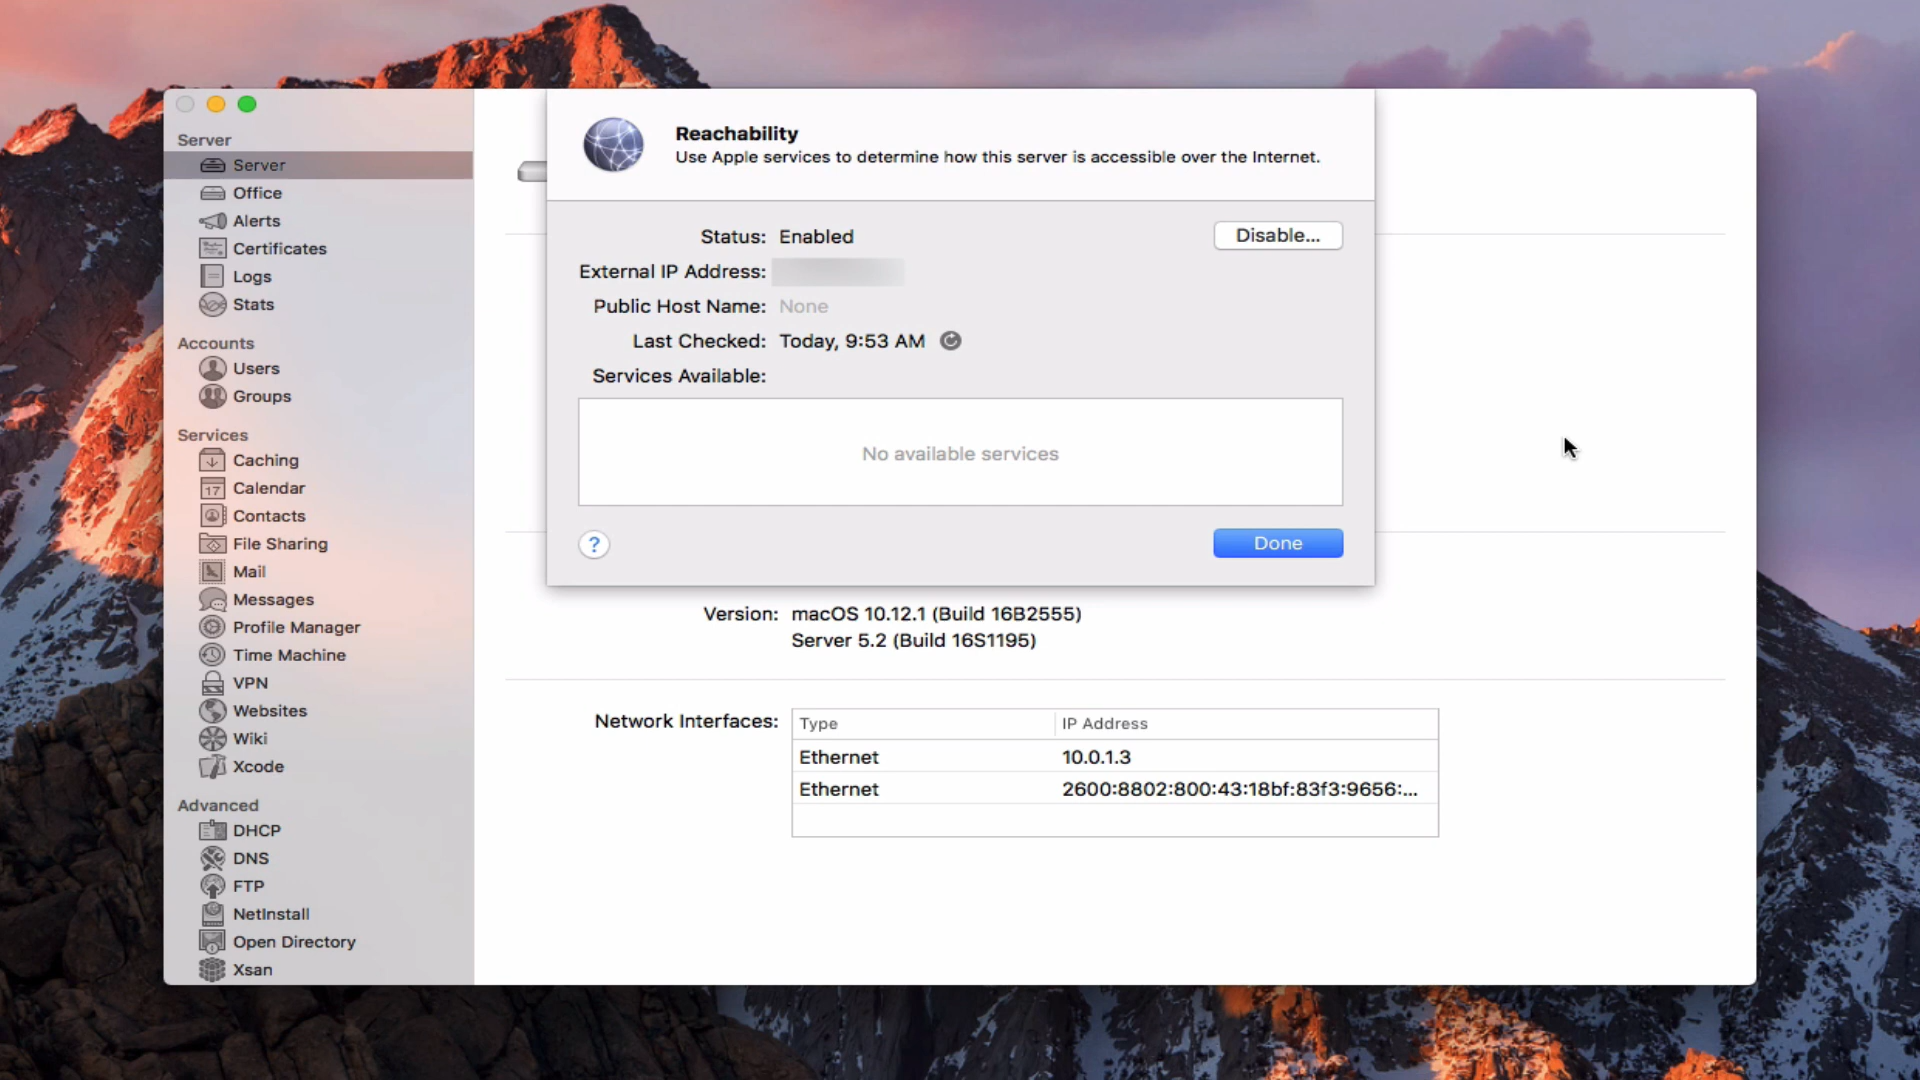 Server
Server
Office
Alerts
Certificates
Logs
Stats
Accounts
Users
Groups
Services
Caching
17 Calendar
Contacts
File Sharing
Mail
Messages
Profile Manager
Time Machine
VPN
Websites
Wiki
Xcode
Advanced
DHCP
DNS
FTP
NetInstall
Open Directory
Xsan
Reachability
Use Apple services to determine how this server is accessible over the Internet.
Status: Enabled
Disable...
External IP Address:
Public Host Name: None
Last Checked: Today, 9:53 AM
Services Available:
No available services
?
Done
Version: macOS 10.12.1 (Build 16B2555)
Server 5.2 (Build 16S1195)
Network Interfaces:
Type IP Address
Ethernet 10.0.1.3
Ethernet 2600:8802:800:43:18bf:83f3:9656:...